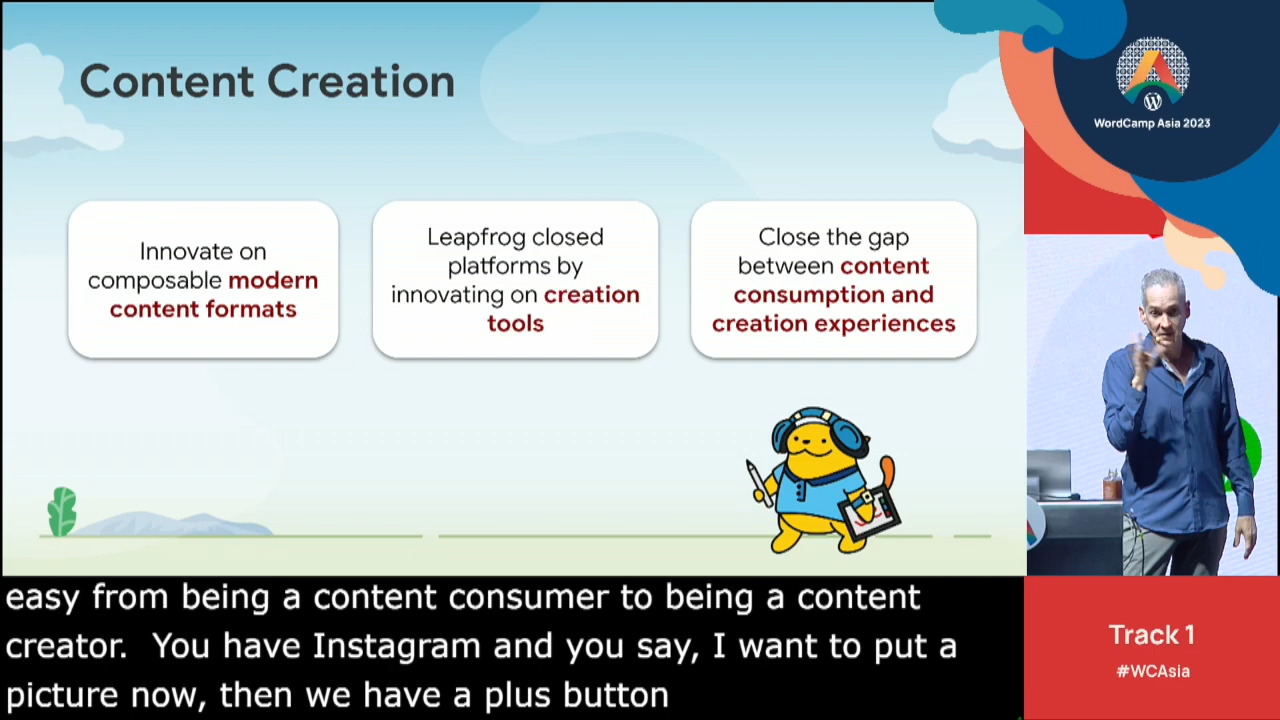 Content Creation
Innovate on
composable modern
content formats
Leapfrog closed
platforms by
innovating on creation
tools
Close the gap
between content
consumption and
creation experiences
WordCamp Asia 2023
easy from being a content consumer to being a content
creator.  You have Instagram and you say, I want to put a
picture now, then we have a plus button
Track 1
#WCAsia